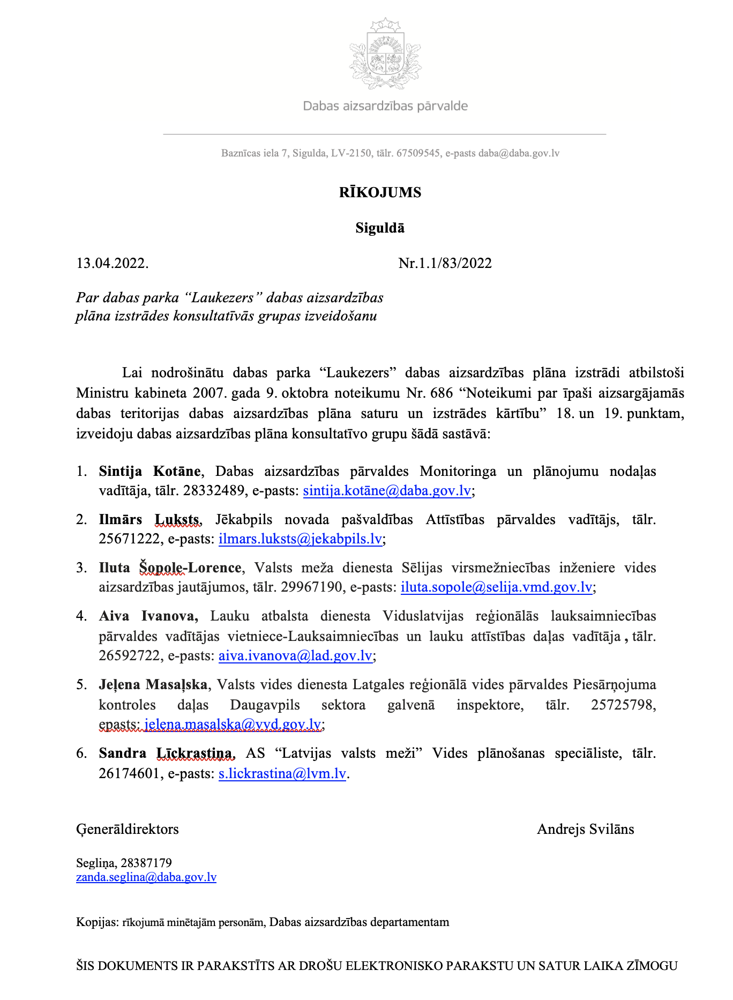 Dabas aizsardzības pārvalde
Baznīcas iela 7, Sigulda, LV-2150, tālr. 67509545, e-pasts daba@daba.gov.lv
RĪKOJUMS
Siguldā
13.04.2022. Nr.1.1/83/2022
Par dabas parka “Laukezers” dabas aizsardzības
plāna izstrādes konsultatīvās grupas izveidošanu
Lai nodrošinātu dabas parka “Laukezers” dabas aizsardzības plāna izstrādi atbilstoši
Ministru kabineta 2007. gada 9. oktobra noteikumu Nr. 686 “Noteikumi par īpaši aizsargājamās
dabas teritorijas dabas aizsardzības plāna saturu un izstrādes kārtību” 18. un 19. punktam,
izveidoju dabas aizsardzības plāna konsultatīvo grupu šādā sastāvā:
1. Sintija Kotāne, Dabas aizsardzības pārvaldes Monitoringa un plānojumu nodaļas
vadītāja, tālr. 28332489, e-pasts: sintija.kotāne@daba.gov.lv;
2. Ilmārs Luksts, Jēkabpils novada pašvaldības Attīstības pārvaldes vadītājs, tālr.
25671222, e-pasts: ilmars.luksts@jekabpils.lv;
3. Iluta Šopole-Lorence, Valsts meža dienesta Sēlijas virsmežniecības inženiere vides
aizsardzības jautājumos, tālr. 29967190, e-pasts: iluta.sopole@selija.vmd.gov.lv;
4. Aiva Ivanova, Lauku atbalsta dienesta Viduslatvijas reģionālās lauksaimniecības
pārvaldes vadītājas vietniece-Lauksaimniecības un lauku attīstības daļas vadītāja , tālr.
26592722, e-pasts: aiva.ivanova@lad.gov.lv;
5. Jeļena Masaļska, Valsts vides dienesta Latgales reģionālā vides pārvaldes Piesārņojuma
kontroles daļas Daugavpils sektora galvenā inspektore, tālr. 25725798,
epasts: jelena.masalska@vvd.gov.lv;
6. Sandra Līckrastiņa, AS “Latvijas valsts meži” Vides plānošanas speciāliste, tālr.
26174601, e-pasts: s.lickrastina@lvm.lv.
Ģenerāldirektors Andrejs Svilāns
Segliņa, 28387179
zanda.seglina@daba.gov.lv
Kopijas: rīkojumā minētajām personām, Dabas aizsardzības departamentam
ŠIS DOKUMENTS IR PARAKSTĪTS AR DROŠU ELEKTRONISKO PARAKSTU UN SATUR LAIKA ZĪMOGU